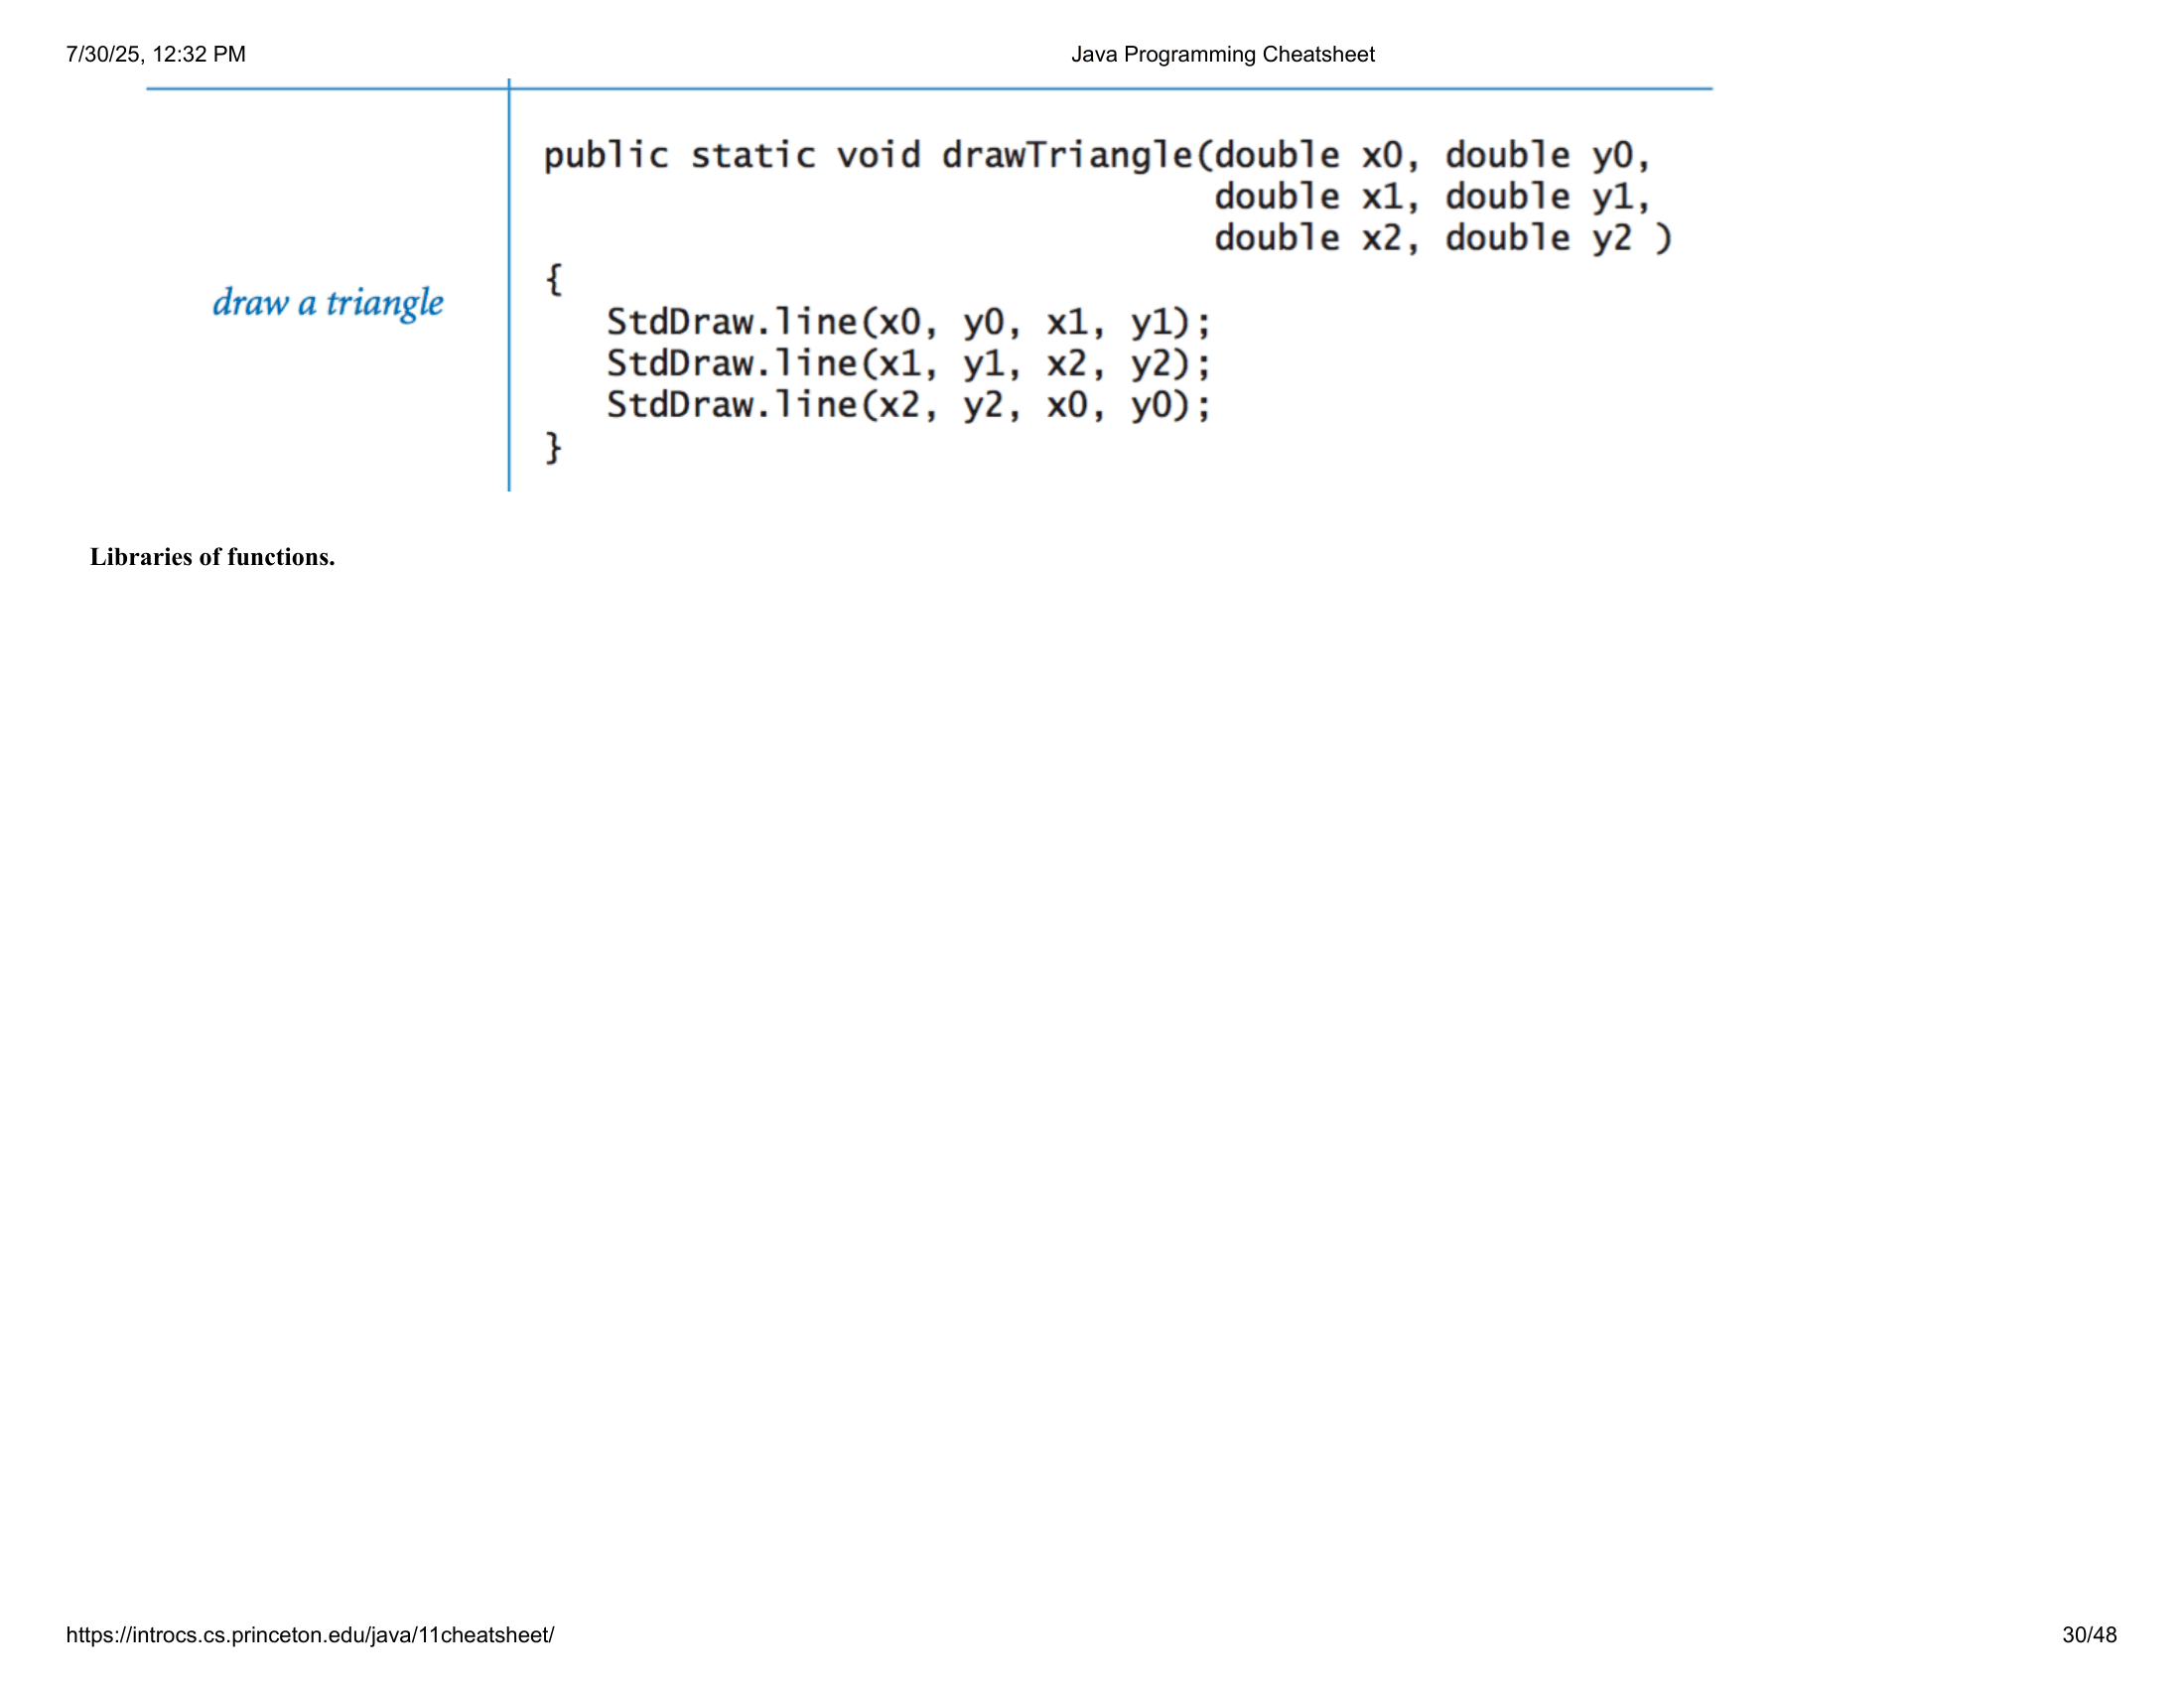 7/30/25, 12:32 PM
Java Programming Cheatsheet
draw a triangle
public static void drawTriangle(double x0, double y0,
                                double x1, double y1,
                                double x2, double y2 )
{
   StdDraw.line(x0, y0, x1, y1);
   StdDraw.line(x1, y1, x2, y2);
   StdDraw.line(x2, y2, x0, y0);
}
Libraries of functions.
https://introcs.cs.princeton.edu/java/11cheatsheet/
30/48